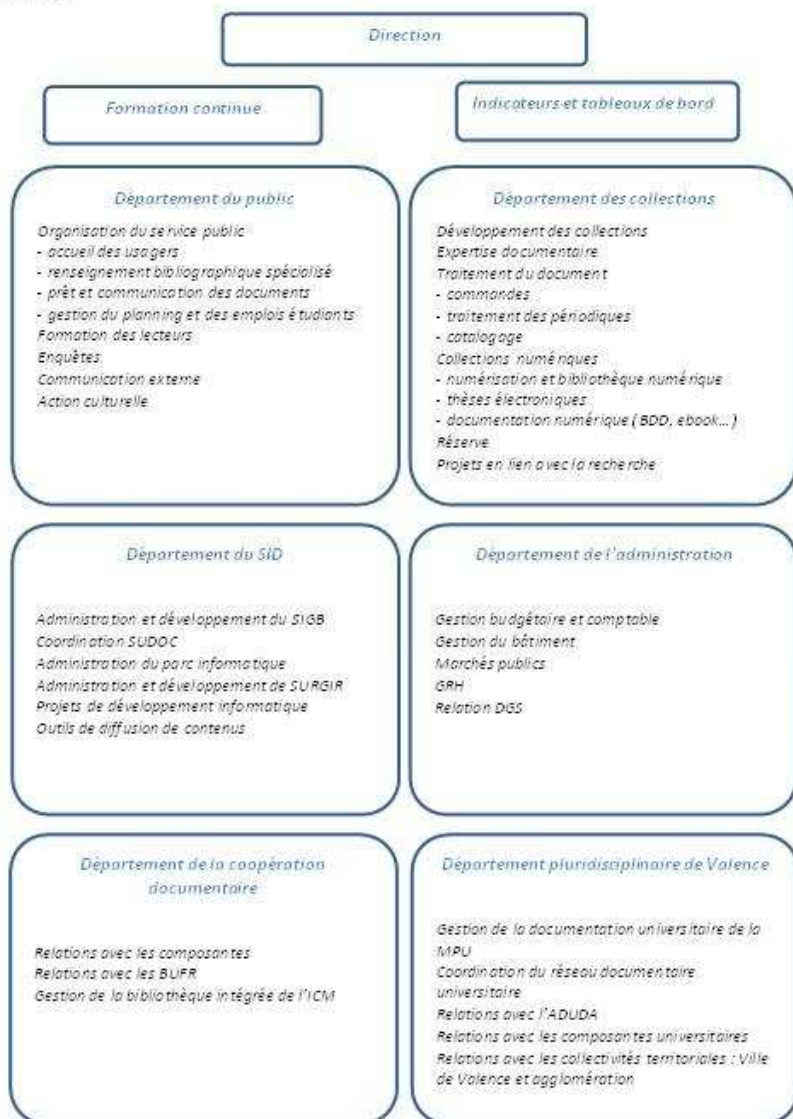 Direction
Formation continue
Indicateurs et tableaux de bord
Département du public
Organisation du service public
- accueil des usagers
- renseignement bibliographique spécialisé
- prêt et communication des documents
- gestion du planning et des emplois étudiants
Formation des lecteurs
Enquêtes
Communication externe
Action culturelle
Département des collections
Développement des collections
Expertise documentaire
Traitement du document
- commandes
- traitement des périodiques
- catalogage
Collections numériques
- numérisation et bibliothèque numérique
- thèses électroniques
- documentation numérique ( BDD, ebook... )
Réserve
Projets en lien avec la recherche
Département du SID
Administration et développement du SIGB
Coordination SUDOC
Administration du parc informatique
Administration et développement de SURGIR
Projets de développement informatique
Outils de diffusion de contenus
Département de l'administration
Gestion budgétaire et comptable
Gestion du bâtiment
Marchés publics
GRH
Relation DGS
Département de la coopération
documentaire
Relations avec les composantes
Relations avec les BUFR
Gestion de la bibliothèque intégrée de l'ICM
Département pluridisciplinaire de Valence
Gestion de la documentation universitaire de la
MPU
Coordination du réseau documentaire
universitaire
Relations avec l'ADUDA
Relations avec les composantes universitaires
Relations avec les collectivités territoriales : Ville
de Valence et agglomération